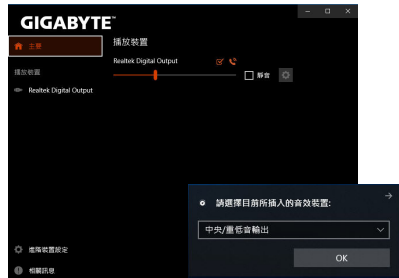 GIGABYTE™
主要
播放裝置
Realtek Digital Output
播放裝置
Realtek Digital Output
靜音
請選擇目前所插入的音效裝置:
中央/重低音輸出
OK
進階裝置設定
相關訊息